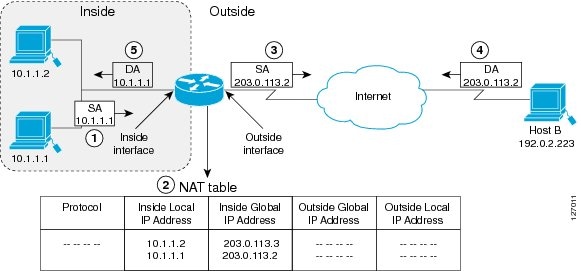 Inside
Outside
5
DA
10.1.1.1
3
SA
203.0.113.2
4
DA
203.0.113.2
10.1.1.2
SA
10.1.1.1
1
Internet
10.1.1.1
Inside
interface
Outside
interface
Host B
192.0.2.223
2 NAT table
Protocol
Inside Local
IP Address
Inside Global
IP Address
Outside Global
IP Address
Outside Local
IP Address
-- -- -- --
10.1.1.2
10.1.1.1
203.0.113.3
203.0.113.2
-- -- -- --
-- -- -- --
-- -- -- --
-- -- -- --
127011